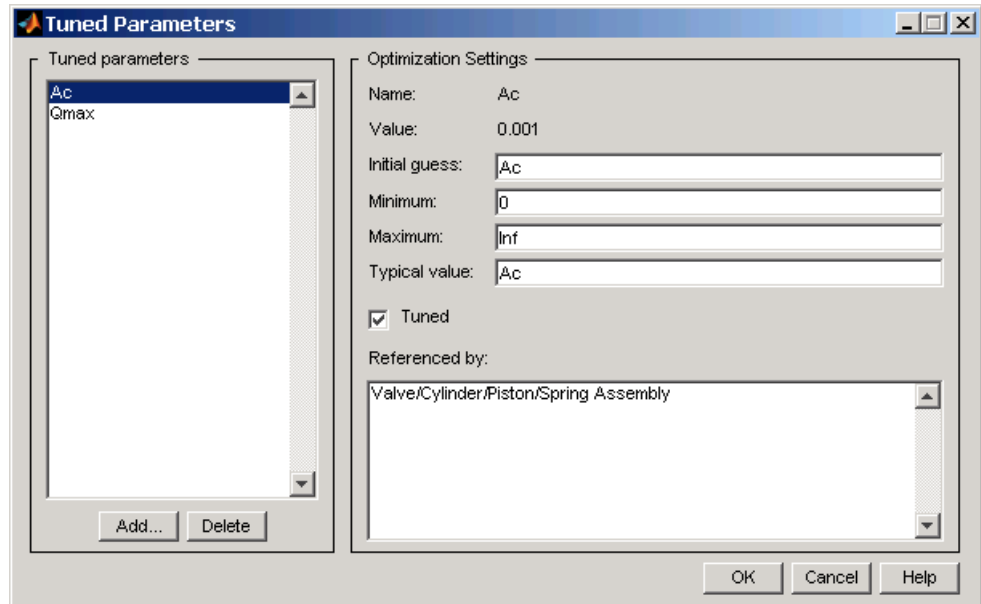 Tuned Parameters
Tuned parameters
Ac
Qmax
Add...
Delete
Optimization Settings
Name: Ac
Value: 0.001
Initial guess: Ac
Minimum: 0
Maximum: Inf
Typical value: Ac
Tuned
Referenced by:
Valve/Cylinder/Piston/Spring Assembly
OK Cancel Help